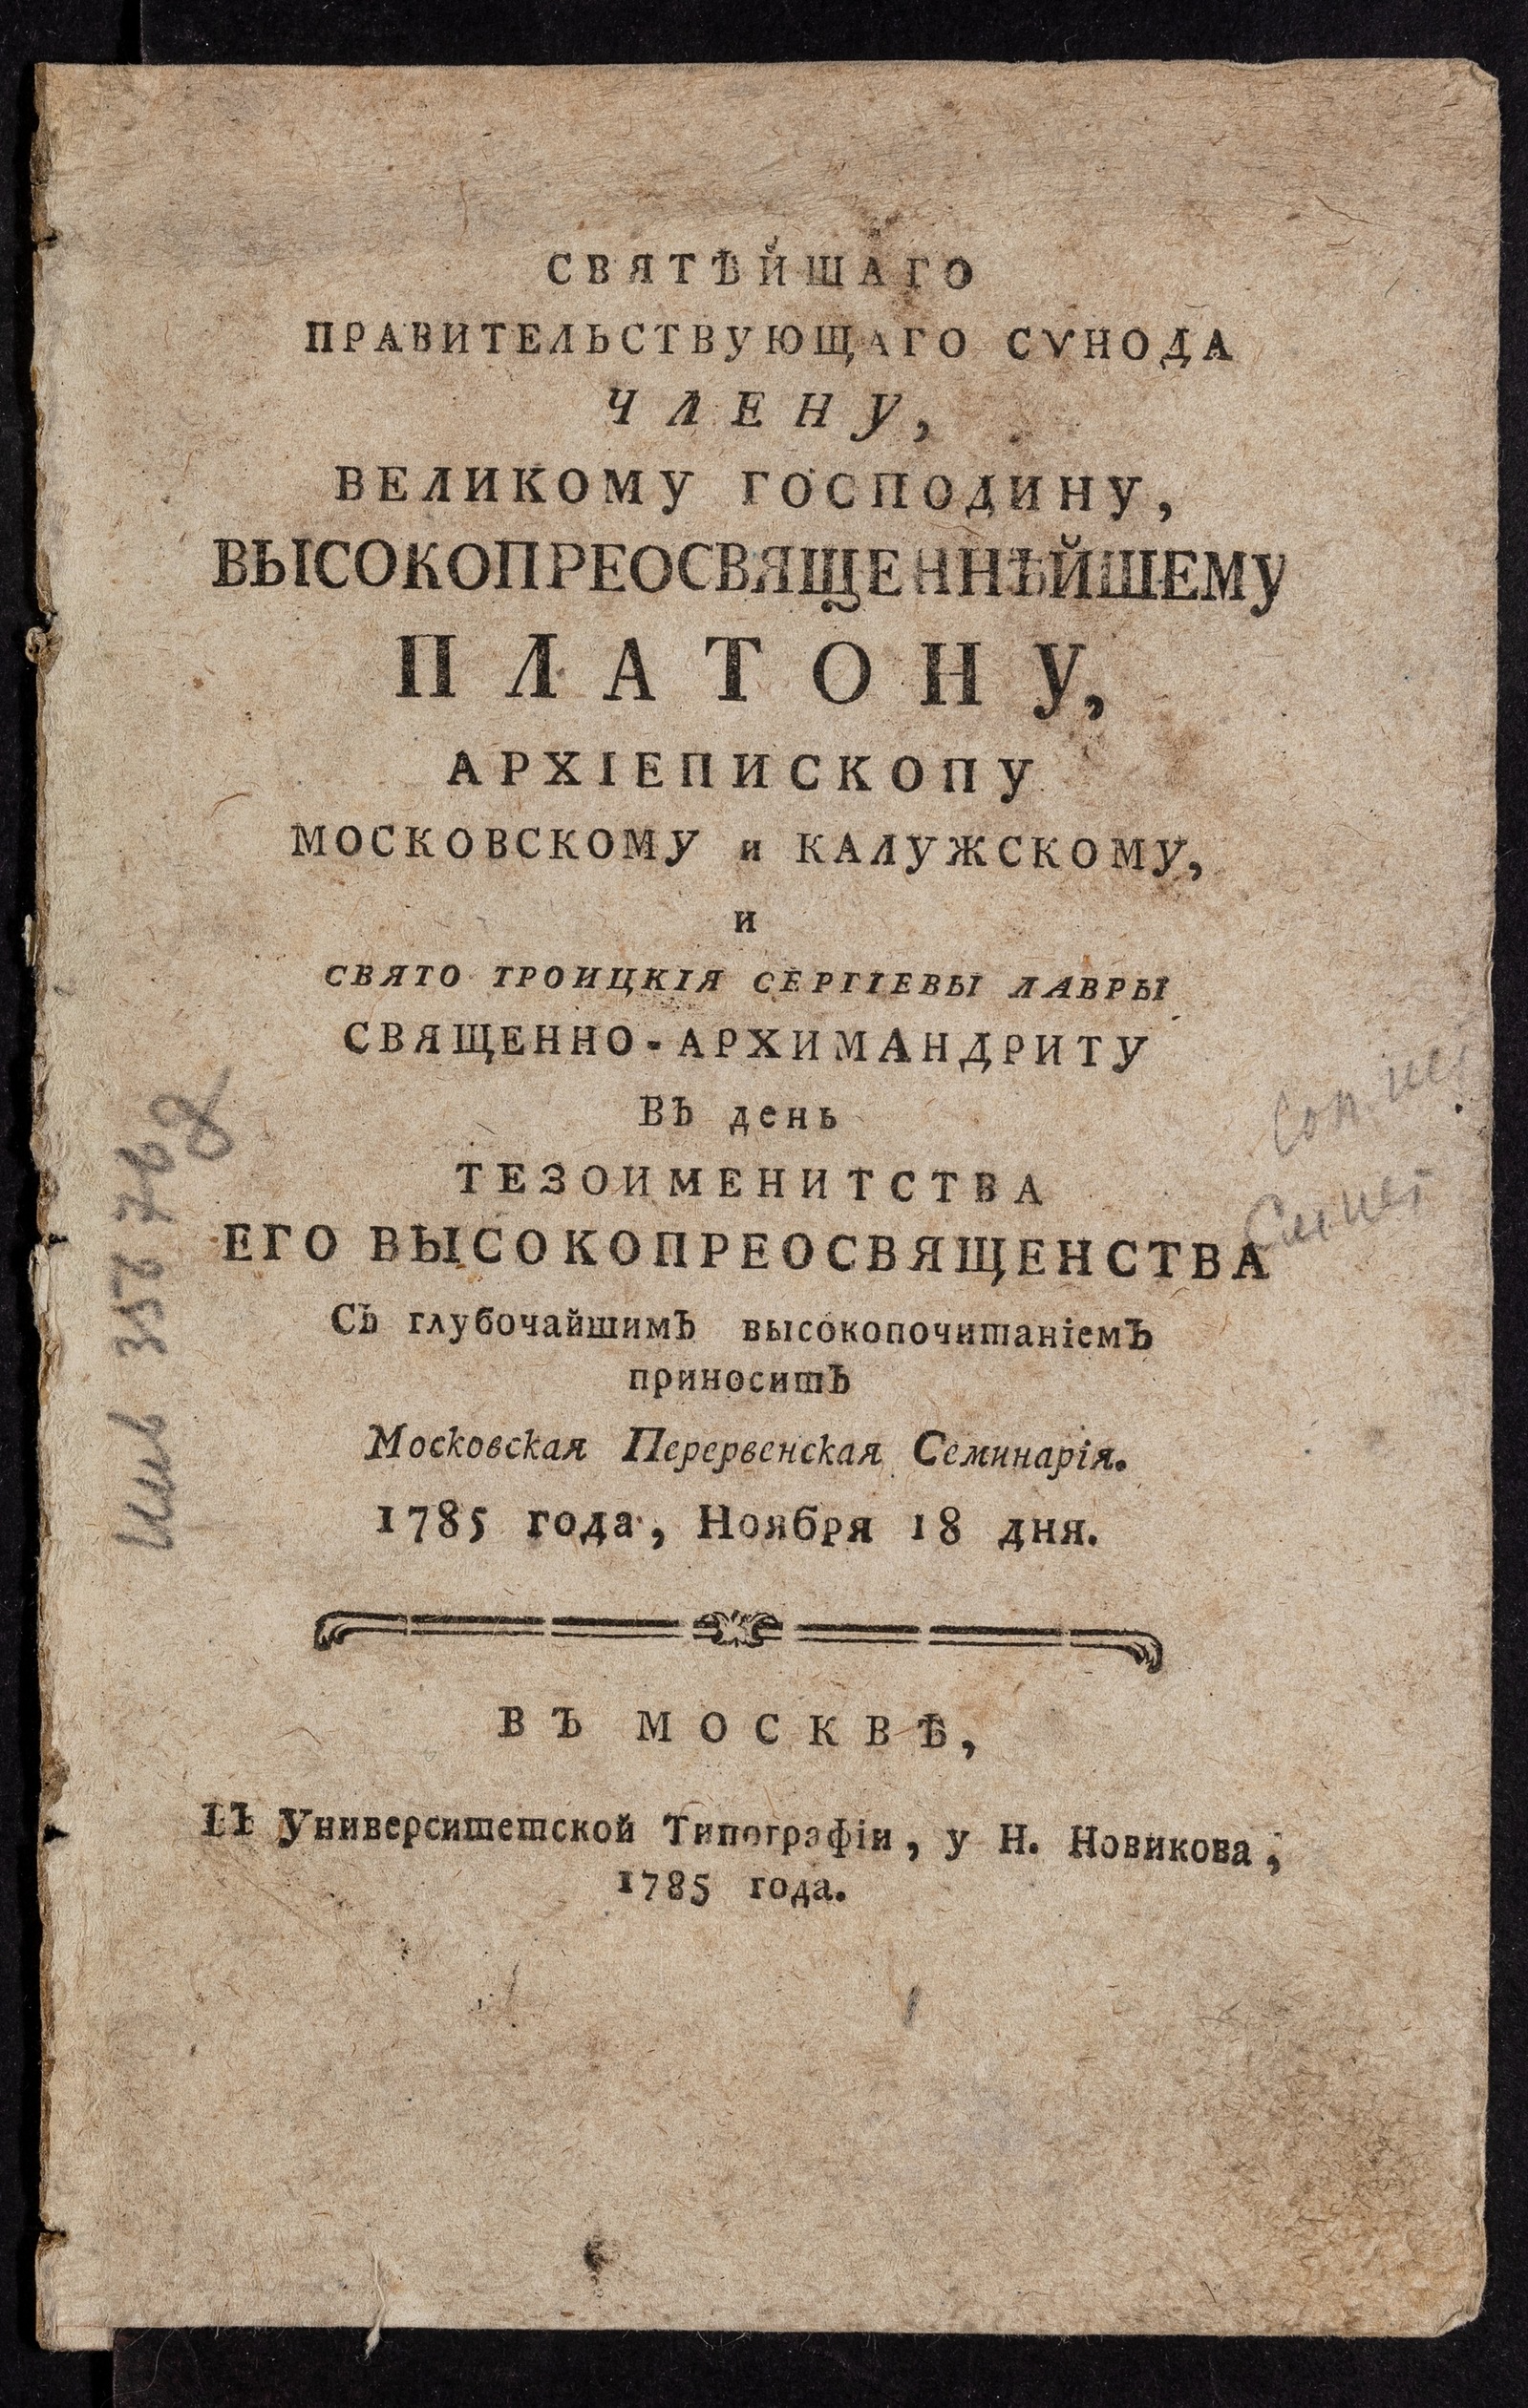 СВЯТѢЙШАГО
ПРАВИТЕЛЬСТВУЮЩАГО СѴНОДА
ЧЛЕНУ,
ВЕЛИКОМУ ГОСПОДИНУ,
ВЫСОКОПРЕОСВЯЩЕННѢЙШЕМУ
ПЛАТОНУ,
АРХІЕПИСКОПУ
МОСКОВСКОМУ и КАЛУЖСКОМУ,
и
СВЯТО ТРОИЦКІЯ СЕРГІЕВЫ ЛАВРЫ
СВЯЩЕННО-АРХИМАНДРИТУ
ВЪ день
ТЕЗОИМЕНИТСТВА
ЕГО ВЫСОКОПРЕОСВЯЩЕНСТВА
Съ глубочайшимъ высокопочитаніемъ
приноситъ
Московская Перервенская Семинарія.
1785 года, Ноября 18 дня.
ВЪ МОСКВѢ,
Въ Университетской Типографіи, у Н. Новикова,
1785 года.